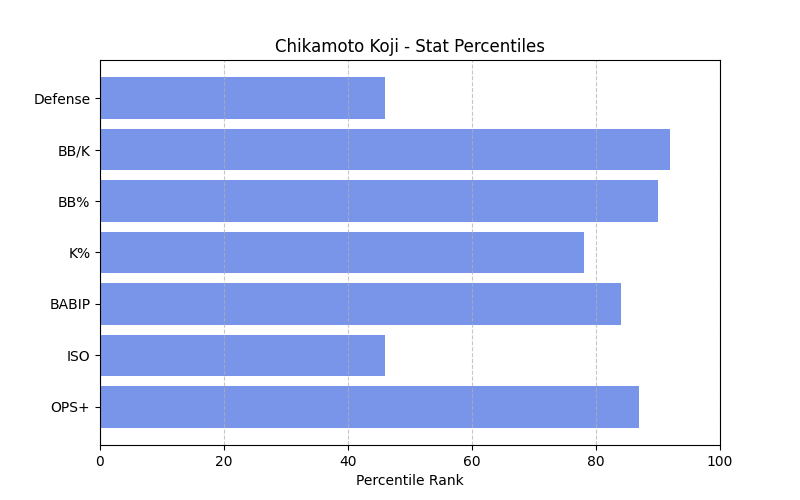 Chikamoto Koji - Stat Percentiles
Defense
BB/K
BB%
K%
BABIP
ISO
OPS+
0 20 40 60 80 100
Percentile Rank